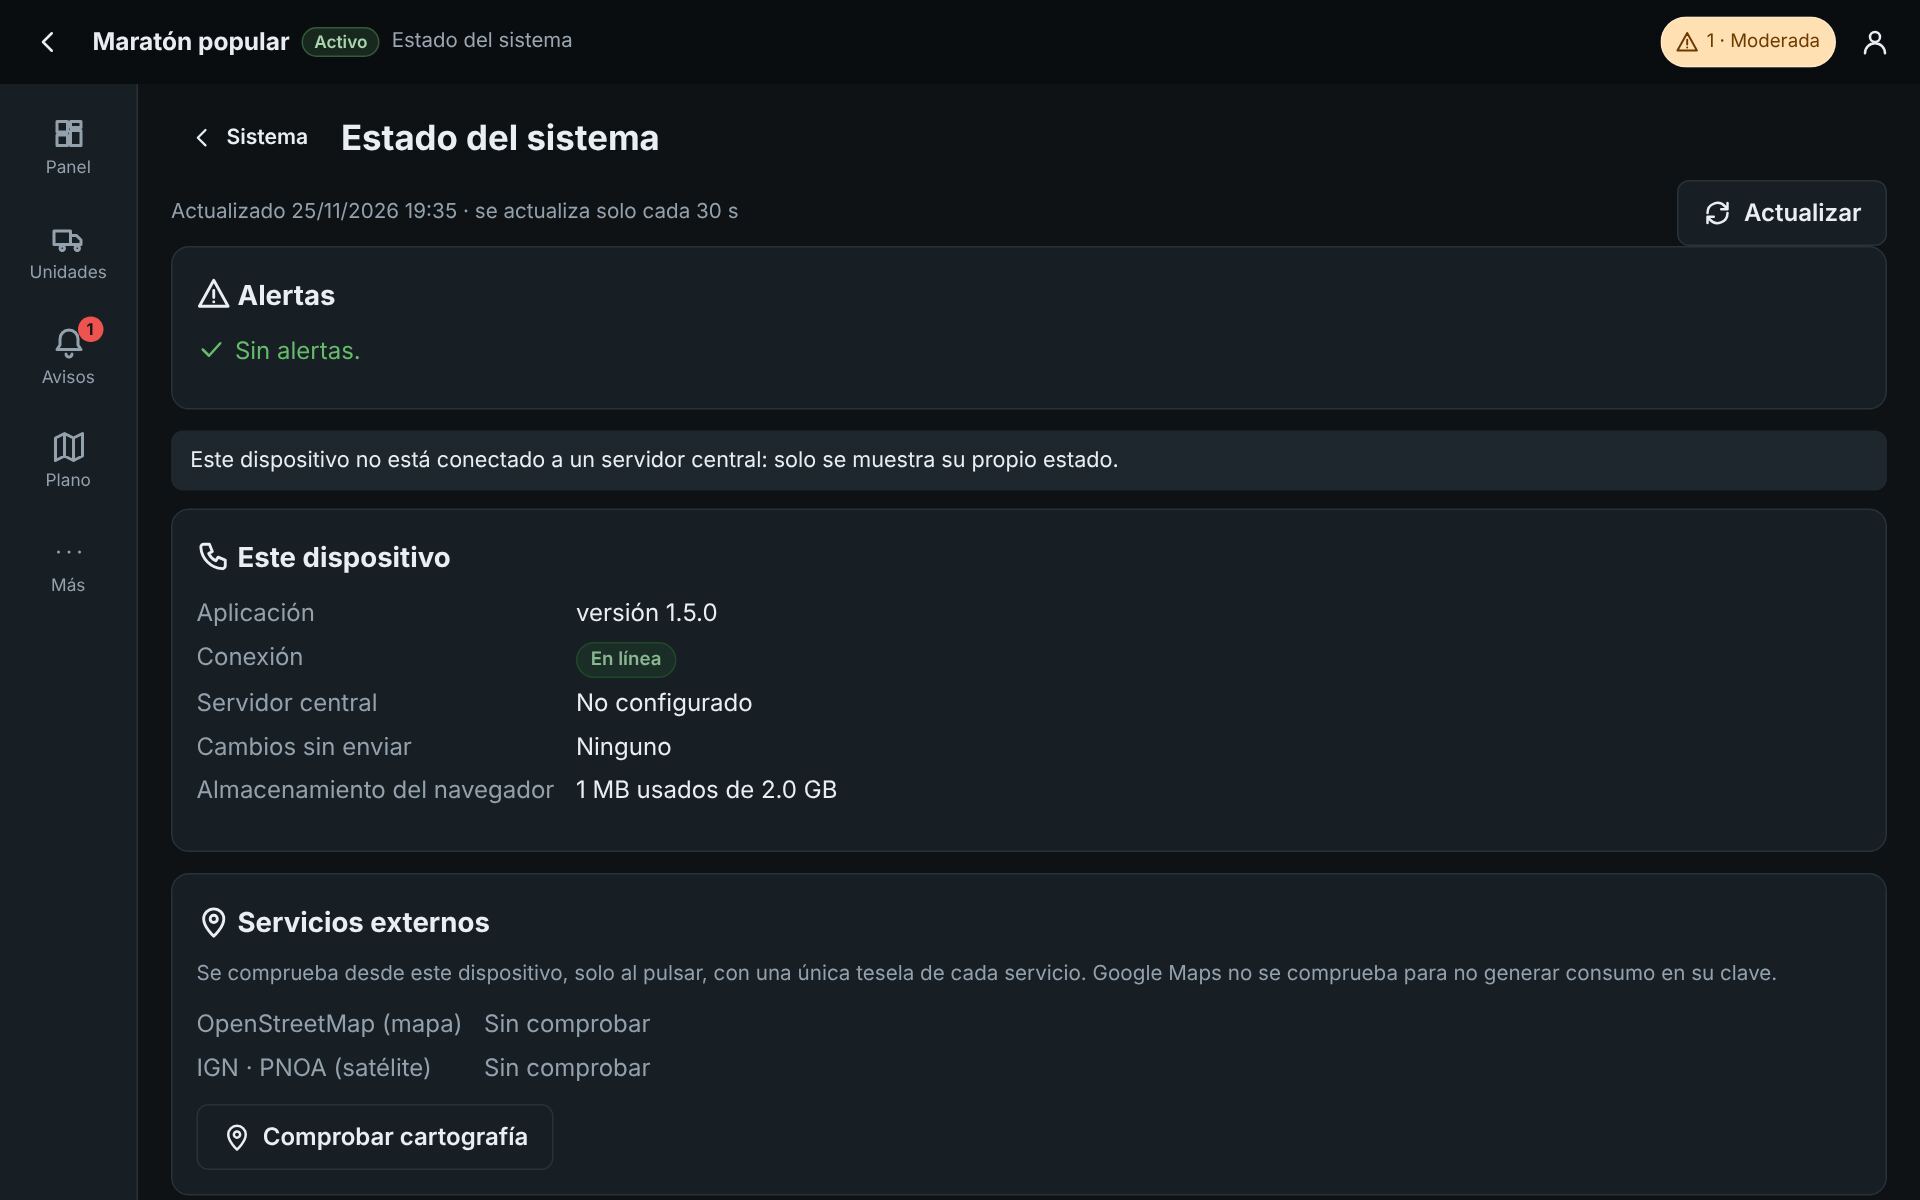 Maratón popular Activo Estado del sistema 1 · Moderada
Panel
Unidades
1
Avisos
Plano
Más
Sistema Estado del sistema
Actualizado 25/11/2026 19:35 · se actualiza solo cada 30 s
Actualizar
Alertas
Sin alertas.
Este dispositivo no está conectado a un servidor central: solo se muestra su propio estado.
Este dispositivo
Aplicación versión 1.5.0
Conexión En línea
Servidor central No configurado
Cambios sin enviar Ninguno
Almacenamiento del navegador 1 MB usados de 2.0 GB
Servicios externos
Se comprueba desde este dispositivo, solo al pulsar, con una única tesela de cada servicio. Google Maps no se comprueba para no generar consumo en su clave.
OpenStreetMap (mapa) Sin comprobar
IGN · PNOA (satélite) Sin comprobar
Comprobar cartografía